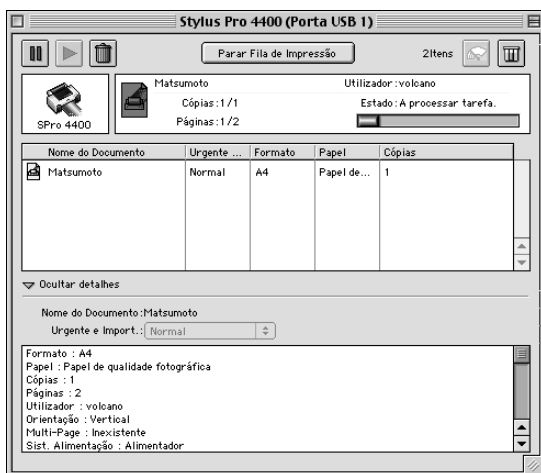 Stylus Pro 4400 (Porta USB 1)
Parar Fila de Impressão
2Itens
SPro 4400
Matsumoto
Utilizador :volcano
Cópias :1 /1
Estado :A processar tarefa.
Páginas :1 /2
Nome do Documento Urgente ... Formato Papel Cópias
Matsumoto Normal A4 Papel de... 1
Ocultar detalhes
Nome do Documento :Matsumoto
Urgente e Import. : Normal
Formato : A4
Papel : Papel de qualidade fotográfica
Cópias : 1
Páginas : 2
Utilizador : volcano
Orientação : Vertical
Multi-Page : Inexistente
Sist. Alimentação : Alimentador